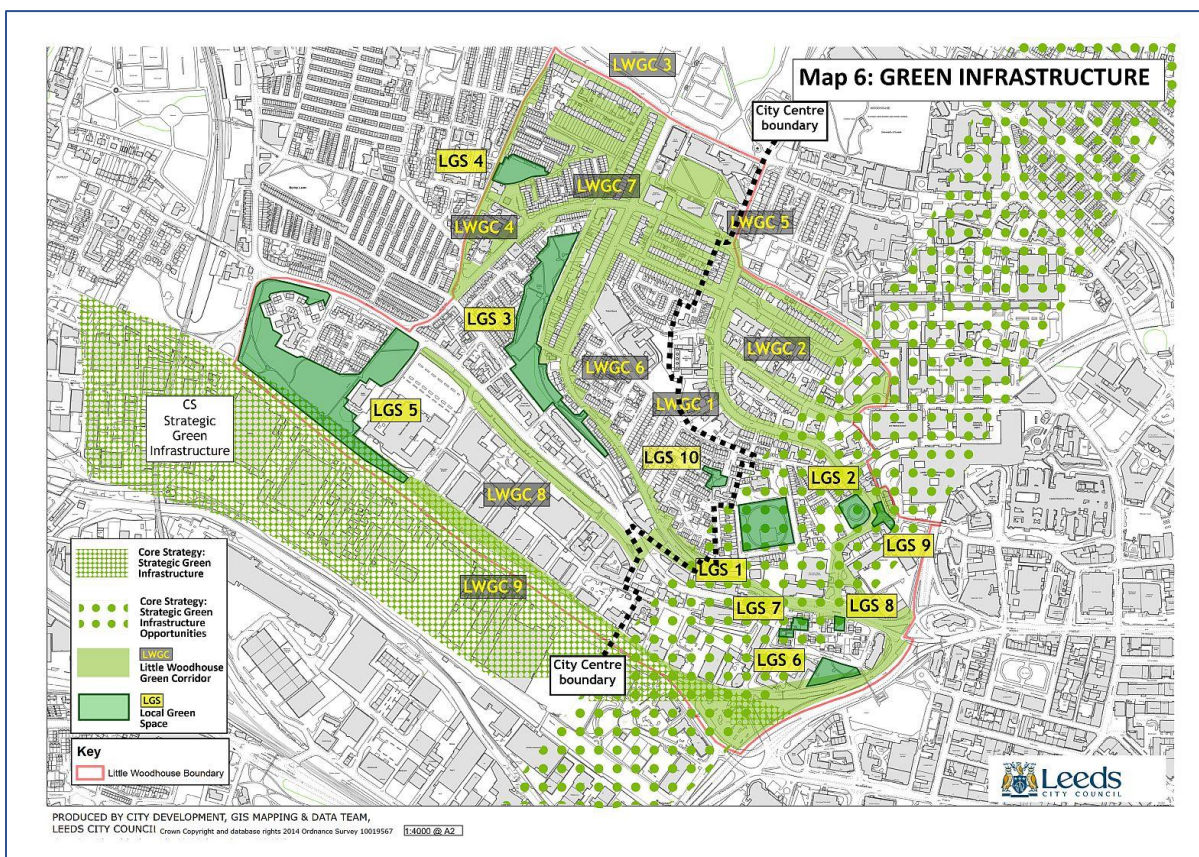 Map 6: GREEN INFRASTRUCTURE
LWGC 3
City Centre
boundary
LGS 4
LWGC 7
LWGC 4
LWGC 5
LGS 3
LWGC 2
LWGC 6
LWGC 1
CS
Strategic
Green
Infrastructure
LGS 5
LGS 10
LGS 2
LWGC 8
LGS 9
LGS 1
LWGC 9
LGS 7
LGS 8
LGS 6
City Centre
boundary
Core Strategy:
Strategic Green
Infrastructure
Core Strategy:
Strategic Green
Infrastructure
Opportunities
LWGC
Little Woodhouse
Green Corridor
LGS
Local Green
Space
Key
Little Woodhouse Boundary
Leeds
CITY COUNCIL
PRODUCED BY CITY DEVELOPMENT, GIS MAPPING & DATA TEAM,
LEEDS CITY COUNCIL Crown Copyright and database rights 2014 Ordnance Survey 10019567 1:4000 @ A2